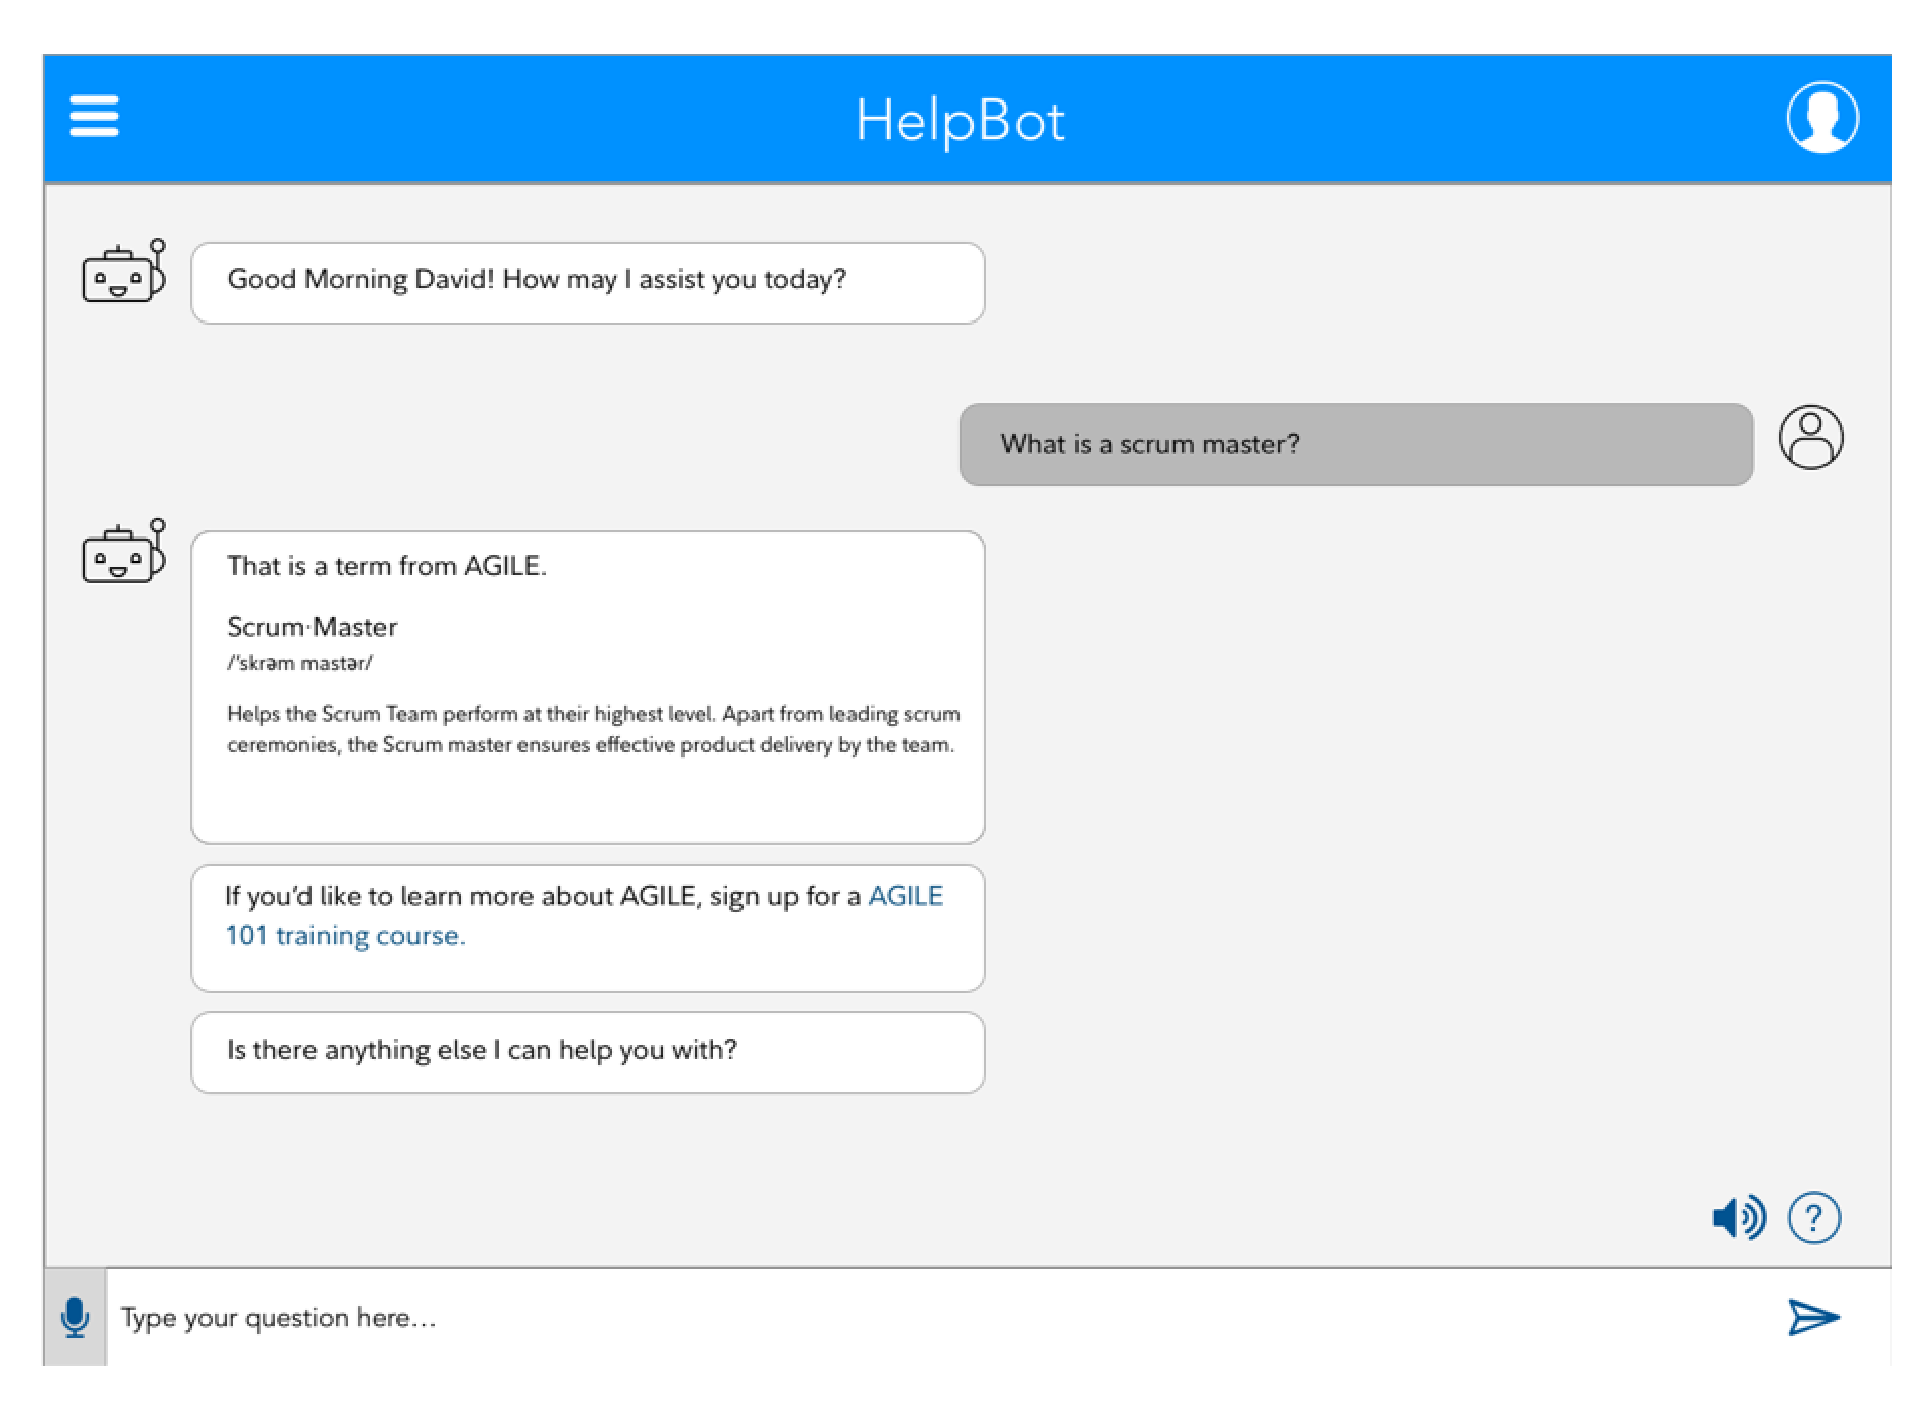 HelpBot
Good Morning David! How may I assist you today?
What is a scrum master?
That is a term from AGILE.
Scrum·Master
/'skrəm mastər/
Helps the Scrum Team perform at their highest level. Apart from leading scrum
ceremonies, the Scrum master ensures effective product delivery by the team.
If you’d like to learn more about AGILE, sign up for a AGILE
101 training course.
Is there anything else I can help you with?
?
Type your question here...